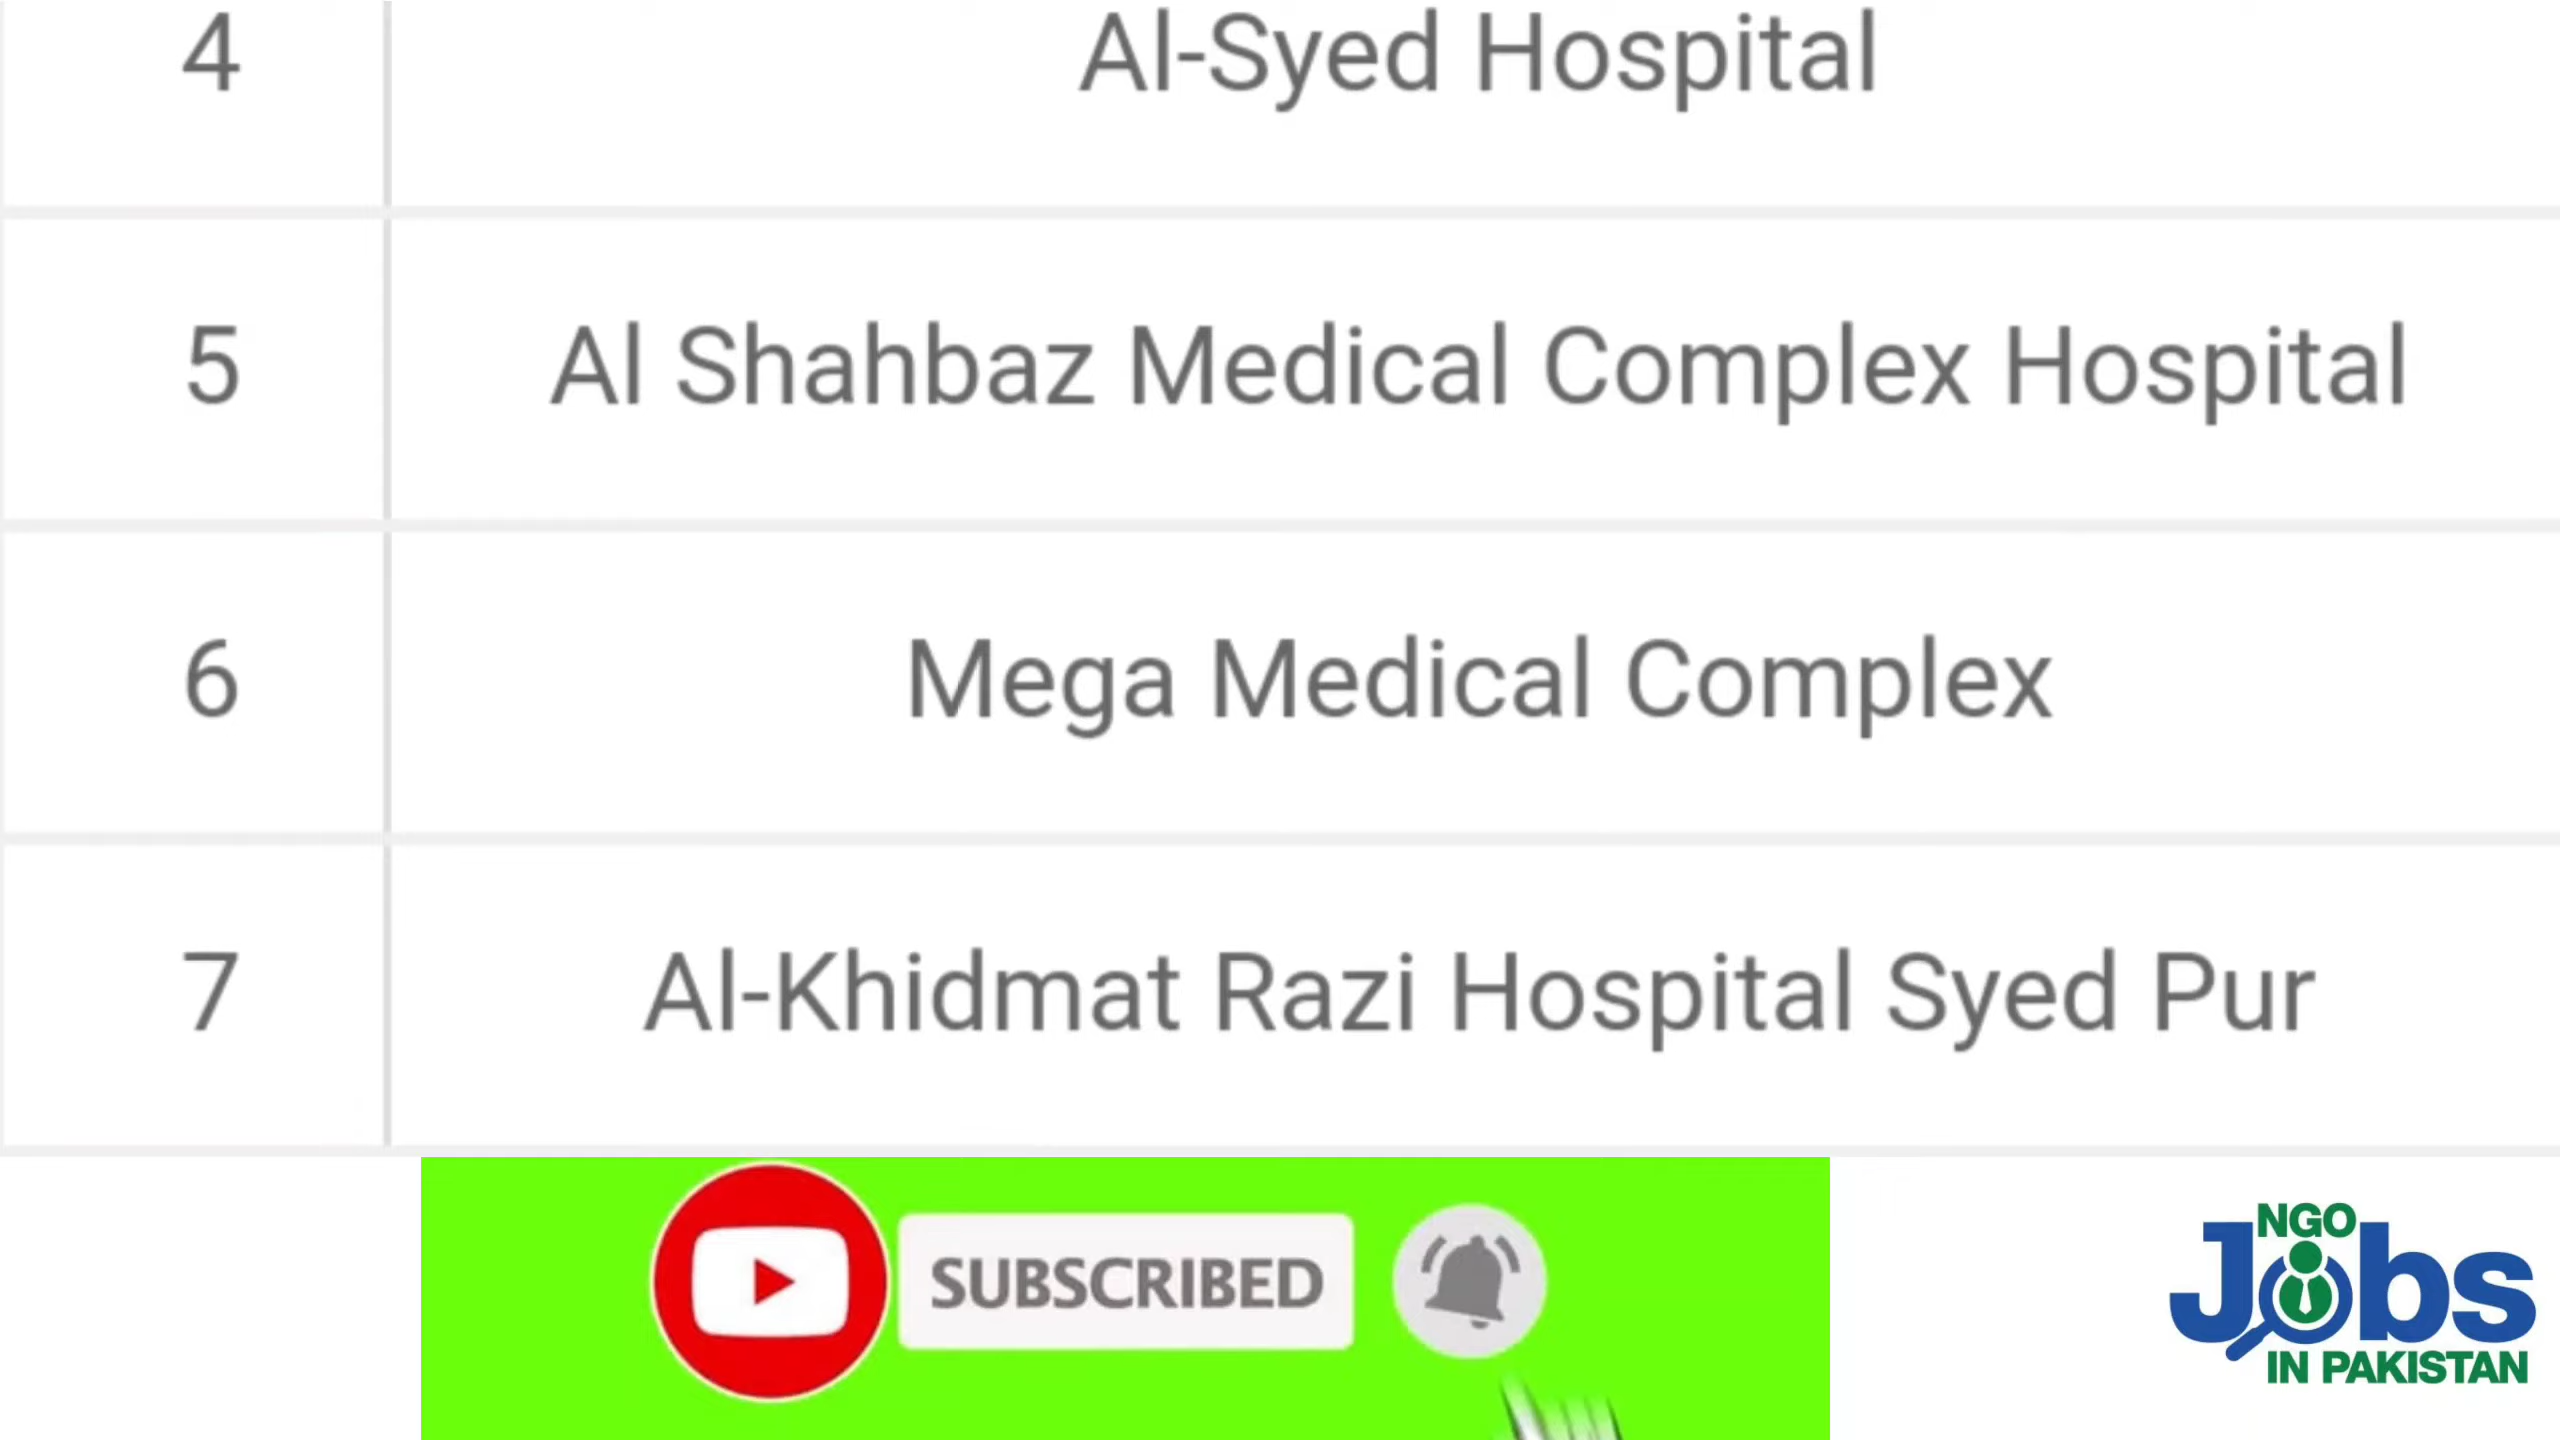 4 Al-Syed Hospital
5 Al Shahbaz Medical Complex Hospital
6 Mega Medical Complex
7 Al-Khidmat Razi Hospital Syed Pur
SUBSCRIBED
NGO
Jobs
IN PAKISTAN